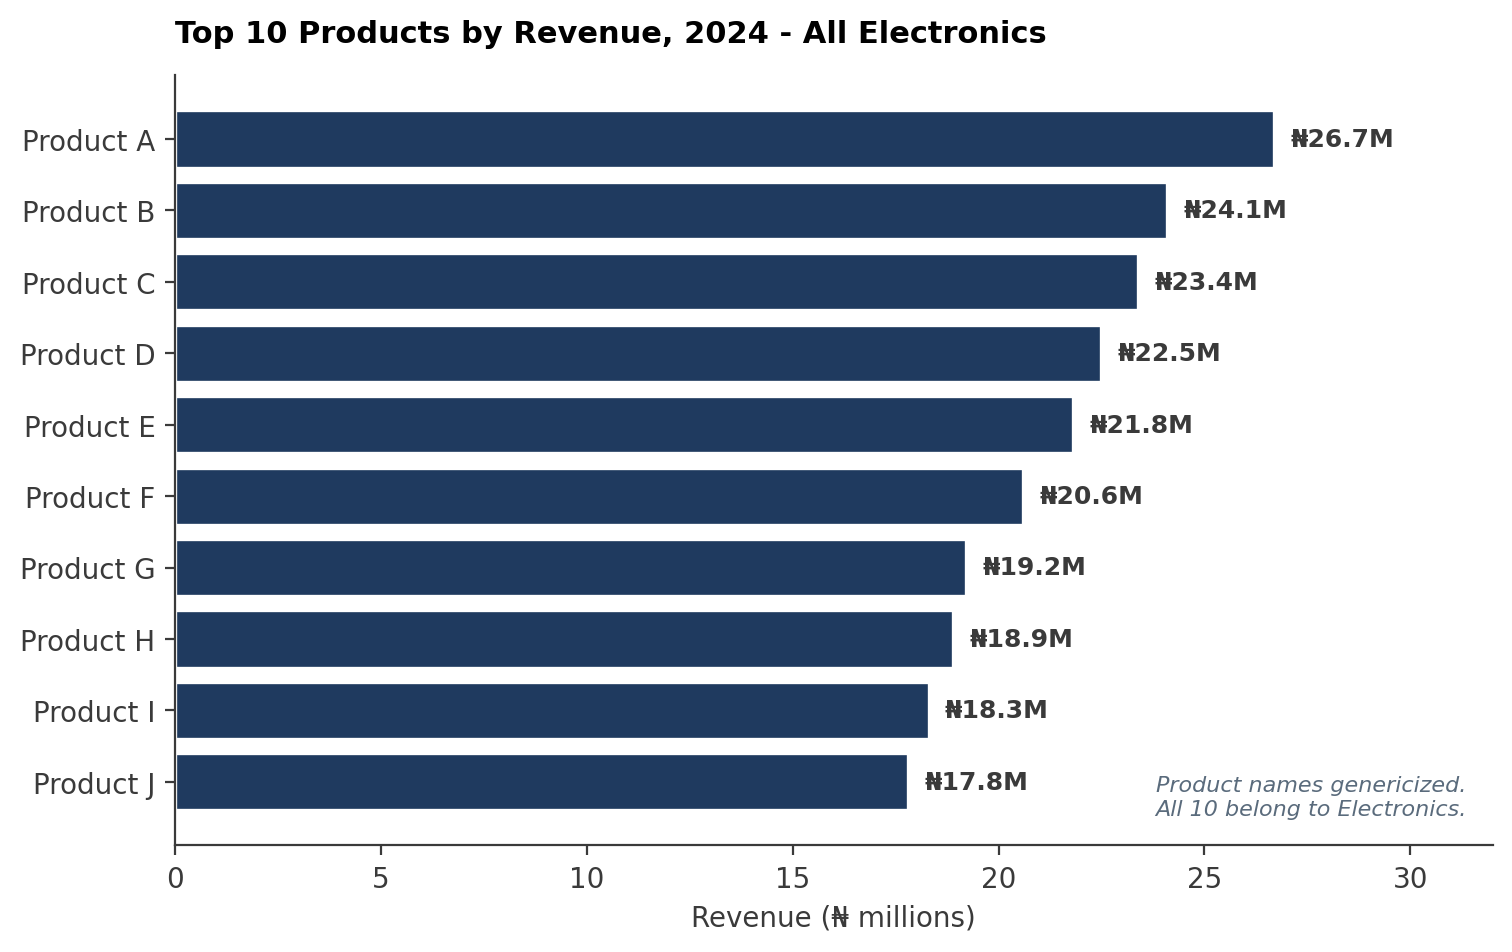 Top 10 Products by Revenue, 2024 - All Electronics
Product A ₦26.7M
Product B ₦24.1M
Product C ₦23.4M
Product D ₦22.5M
Product E ₦21.8M
Product F ₦20.6M
Product G ₦19.2M
Product H ₦18.9M
Product I ₦18.3M
Product J ₦17.8M
Product names genericized.
All 10 belong to Electronics.
0 5 10 15 20 25 30
Revenue (₦ millions)